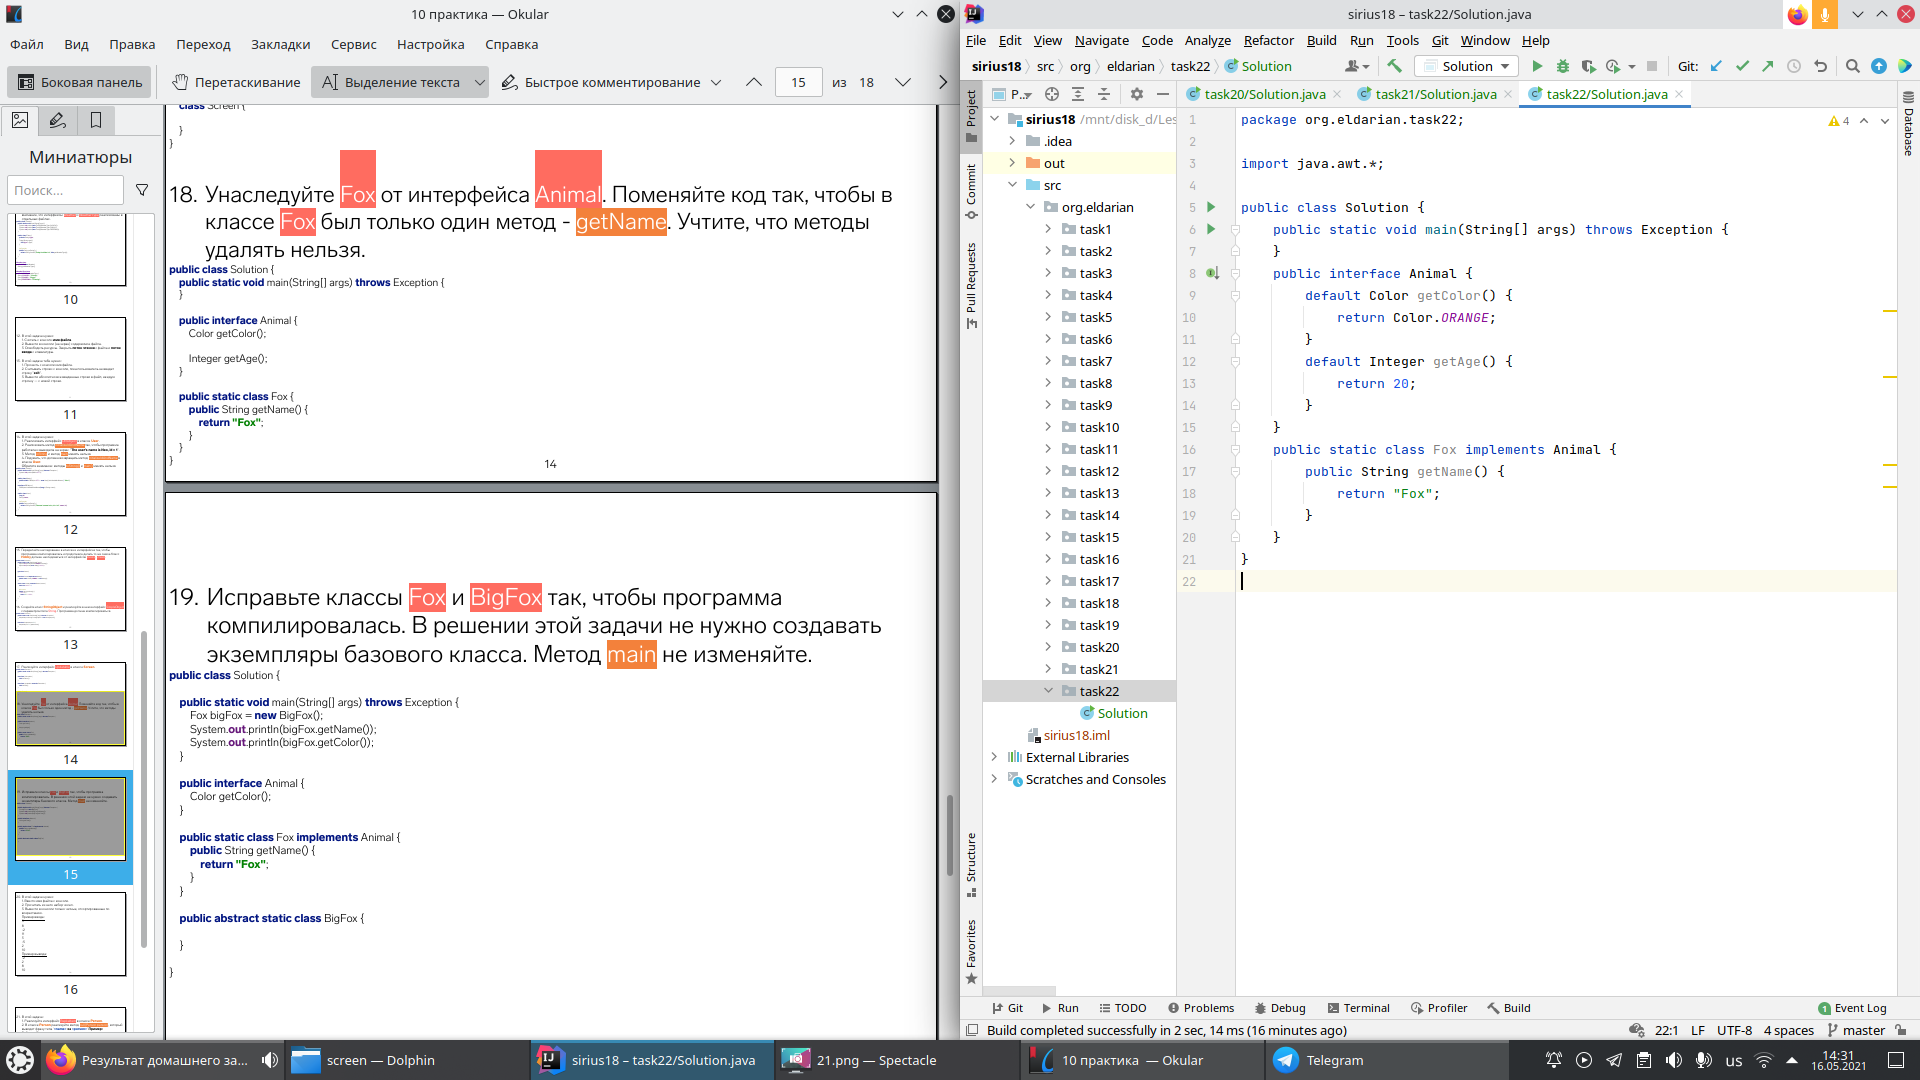 10 практика — Okular
Файл Вид Правка Переход Закладки Сервис Настройка Справка
Боковая панель Перетаскивание Выделение текста Быстрое комментирование 15 из 18
Миниатюры
Поиск...
10
11
12
13
14
15
16
class Screen {
}
}
18. Унаследуйте Fox от интерфейса Animal. Поменяйте код так, чтобы в
классе Fox был только один метод - getName. Учтите, что методы
удалять нельзя.
public class Solution {
public static void main(String[] args) throws Exception {
}
public interface Animal {
Color getColor();
Integer getAge();
}
public static class Fox {
public String getName() {
return "Fox";
}
}
}
14
19. Исправьте классы Fox и BigFox так, чтобы программа
компилировалась. В решении этой задачи не нужно создавать
экземпляры базового класса. Метод main не изменяйте.
public class Solution {
public static void main(String[] args) throws Exception {
Fox bigFox = new BigFox();
System.out.println(bigFox.getName());
System.out.println(bigFox.getColor());
}
public interface Animal {
Color getColor();
}
public static class Fox implements Animal {
public String getName() {
return "Fox";
}
}
public abstract static class BigFox {
}
}
sirius18 – task22/Solution.java
File Edit View Navigate Code Analyze Refactor Build Run Tools Git Window Help
sirius18 src org eldarian task22 Solution Solution Git:
Project
Commit
Pull Requests
Structure
Favorites
Database
P... task20/Solution.java task21/Solution.java task22/Solution.java
sirius18 /mnt/disk_d/Les
.idea
out
src
org.eldarian
task1
task2
task3
task4
task5
task6
task7
task8
task9
task10
task11
task12
task13
task14
task15
task16
task17
task18
task19
task20
task21
task22
Solution
sirius18.iml
External Libraries
Scratches and Consoles
4
1 package org.eldarian.task22;
2
3 import java.awt.*;
4
5 public class Solution {
6 public static void main(String[] args) throws Exception {
7 }
8 public interface Animal {
9 default Color getColor() {
10 return Color.ORANGE;
11 }
12 default Integer getAge() {
13 return 20;
14 }
15 }
16 public static class Fox implements Animal {
17 public String getName() {
18 return "Fox";
19 }
20 }
21 }
22
Git Run TODO Problems Debug Terminal Profiler Build 1 Event Log
Build completed successfully in 2 sec, 14 ms (16 minutes ago) 22:1 LF UTF-8 4 spaces master
Результат домашнего за... screen — Dolphin sirius18 – task22/Solution.java 21.png — Spectacle 10 практика — Okular Telegram us 14:31
16.05.2021